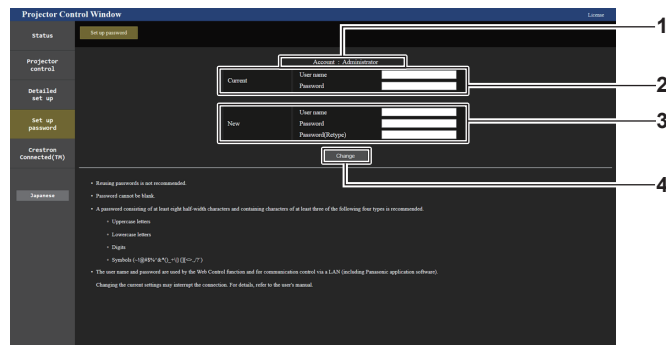 Projector Control Window
License
1
Status
Set up password
Projector
control
Account : Administrator
Current
User name
Password
2
Detailed
set up
New
User name
Password
Password(Retype)
3
Set up
password
Change
4
Crestron
Connected(TM)
Japanese
• Reusing passwords is not recommended.
• Password cannot be blank.
• A password consisting of at least eight half-width characters and containing characters of at least three of the following four types is recommended.
• Uppercase letters
• Lowercase letters
• Digits
• Symbols
• The user name and password are used by the Web Control function and for communication control via a LAN (including Panasonic application software).
Changing the current settings may interrupt the connection. For details, refer to the user's manual.